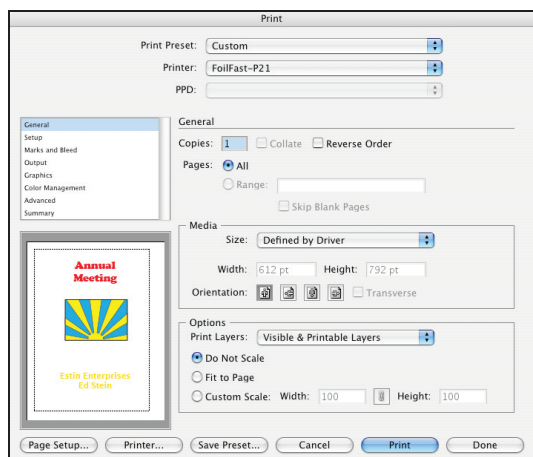 Print
Print Preset: Custom
Printer: FoilFast-P21
PPD:
General
Setup
Marks and Bleed
Output
Graphics
Color Management
Advanced
Summary
General
Copies: 1 Collate Reverse Order
Pages: All
Range:
Skip Blank Pages
Media
Size: Defined by Driver
Width: 612 pt Height: 792 pt
Orientation: Transverse
Options
Print Layers: Visible & Printable Layers
Do Not Scale
Fit to Page
Custom Scale: Width: 100 Height: 100
Annual
Meeting
Estin Enterprises
Ed Stein
Page Setup... Printer... Save Preset... Cancel Print Done